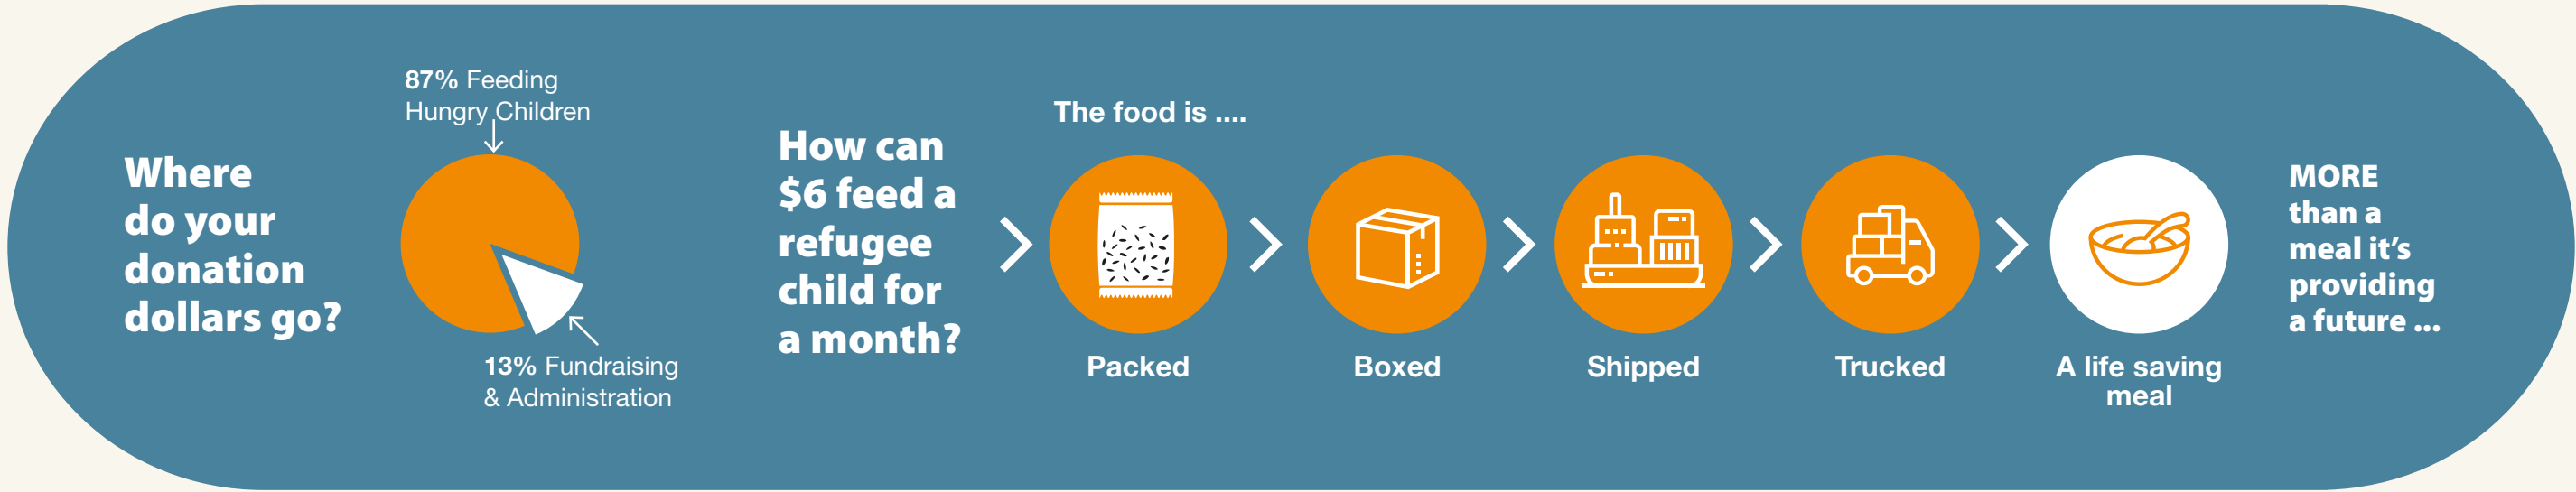 Where
do your
donation
dollars go?
87% Feeding
Hungry Children
13% Fundraising
& Administration
How can
$6 feed a
refugee
child for
a month?
The food is ....
Packed
Boxed
Shipped
Trucked
A life saving
meal
MORE
than a
meal it’s
providing
a future ...